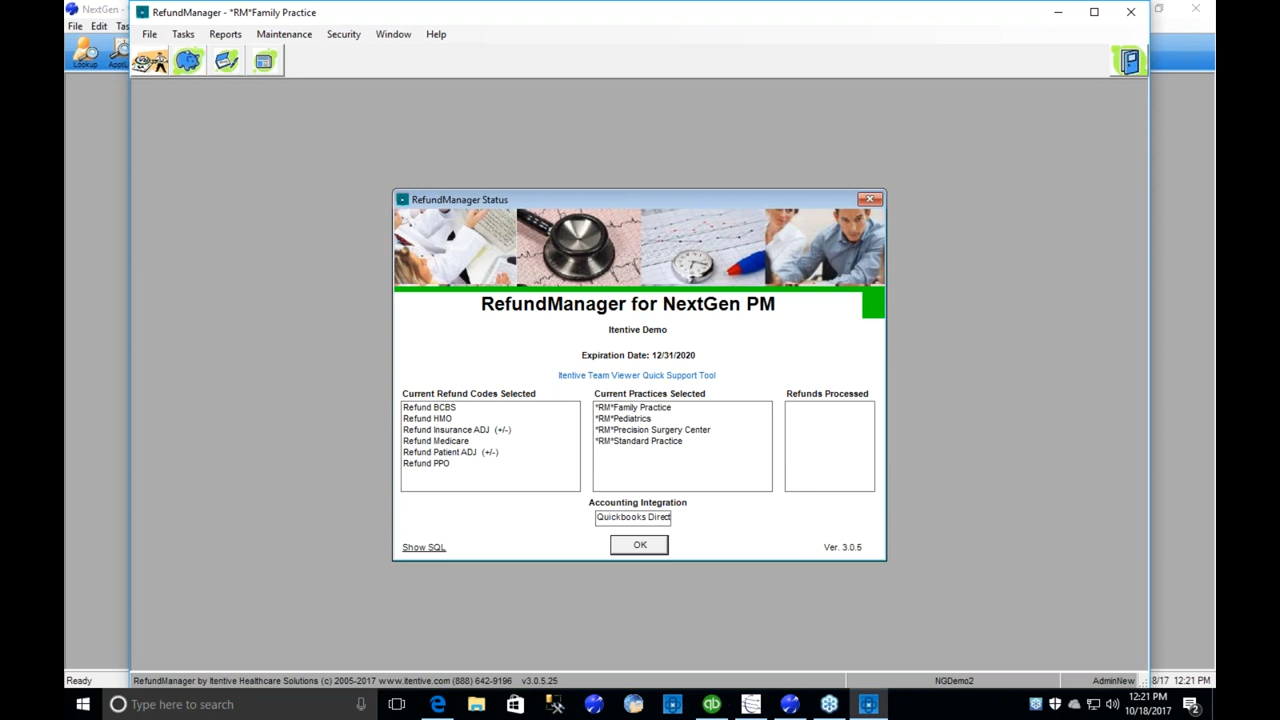 NextGen -
RefundManager - *RM*Family Practice
File Edit Tas
File Tasks Reports Maintenance Security Window Help
Lookup
RefundManager Status
RefundManager for NextGen PM
Itentive Demo
Expiration Date: 12/31/2020
Itentive Team Viewer Quick Support Tool
Current Refund Codes Selected
Refund BCBS
Refund HMO
Refund Insurance ADJ (+/-)
Refund Medicare
Refund Patient ADJ (+/-)
Refund PPO
Current Practices Selected
*RM*Family Practice
*RM*Pediatrics
*RM*Precision Surgery Center
*RM*Standard Practice
Refunds Processed
Accounting Integration
Quickbooks Direct
Show SQL
OK
Ver. 3.0.5
Ready
RefundManager by Itentive Healthcare Solutions (c) 2005-2017 www.itentive.com (888) 642-9196 v3.0.5.25
NGDemo2
AdminNew
8/17 12:21 PM
Type here to search
qb
12:21 PM
10/18/2017
2